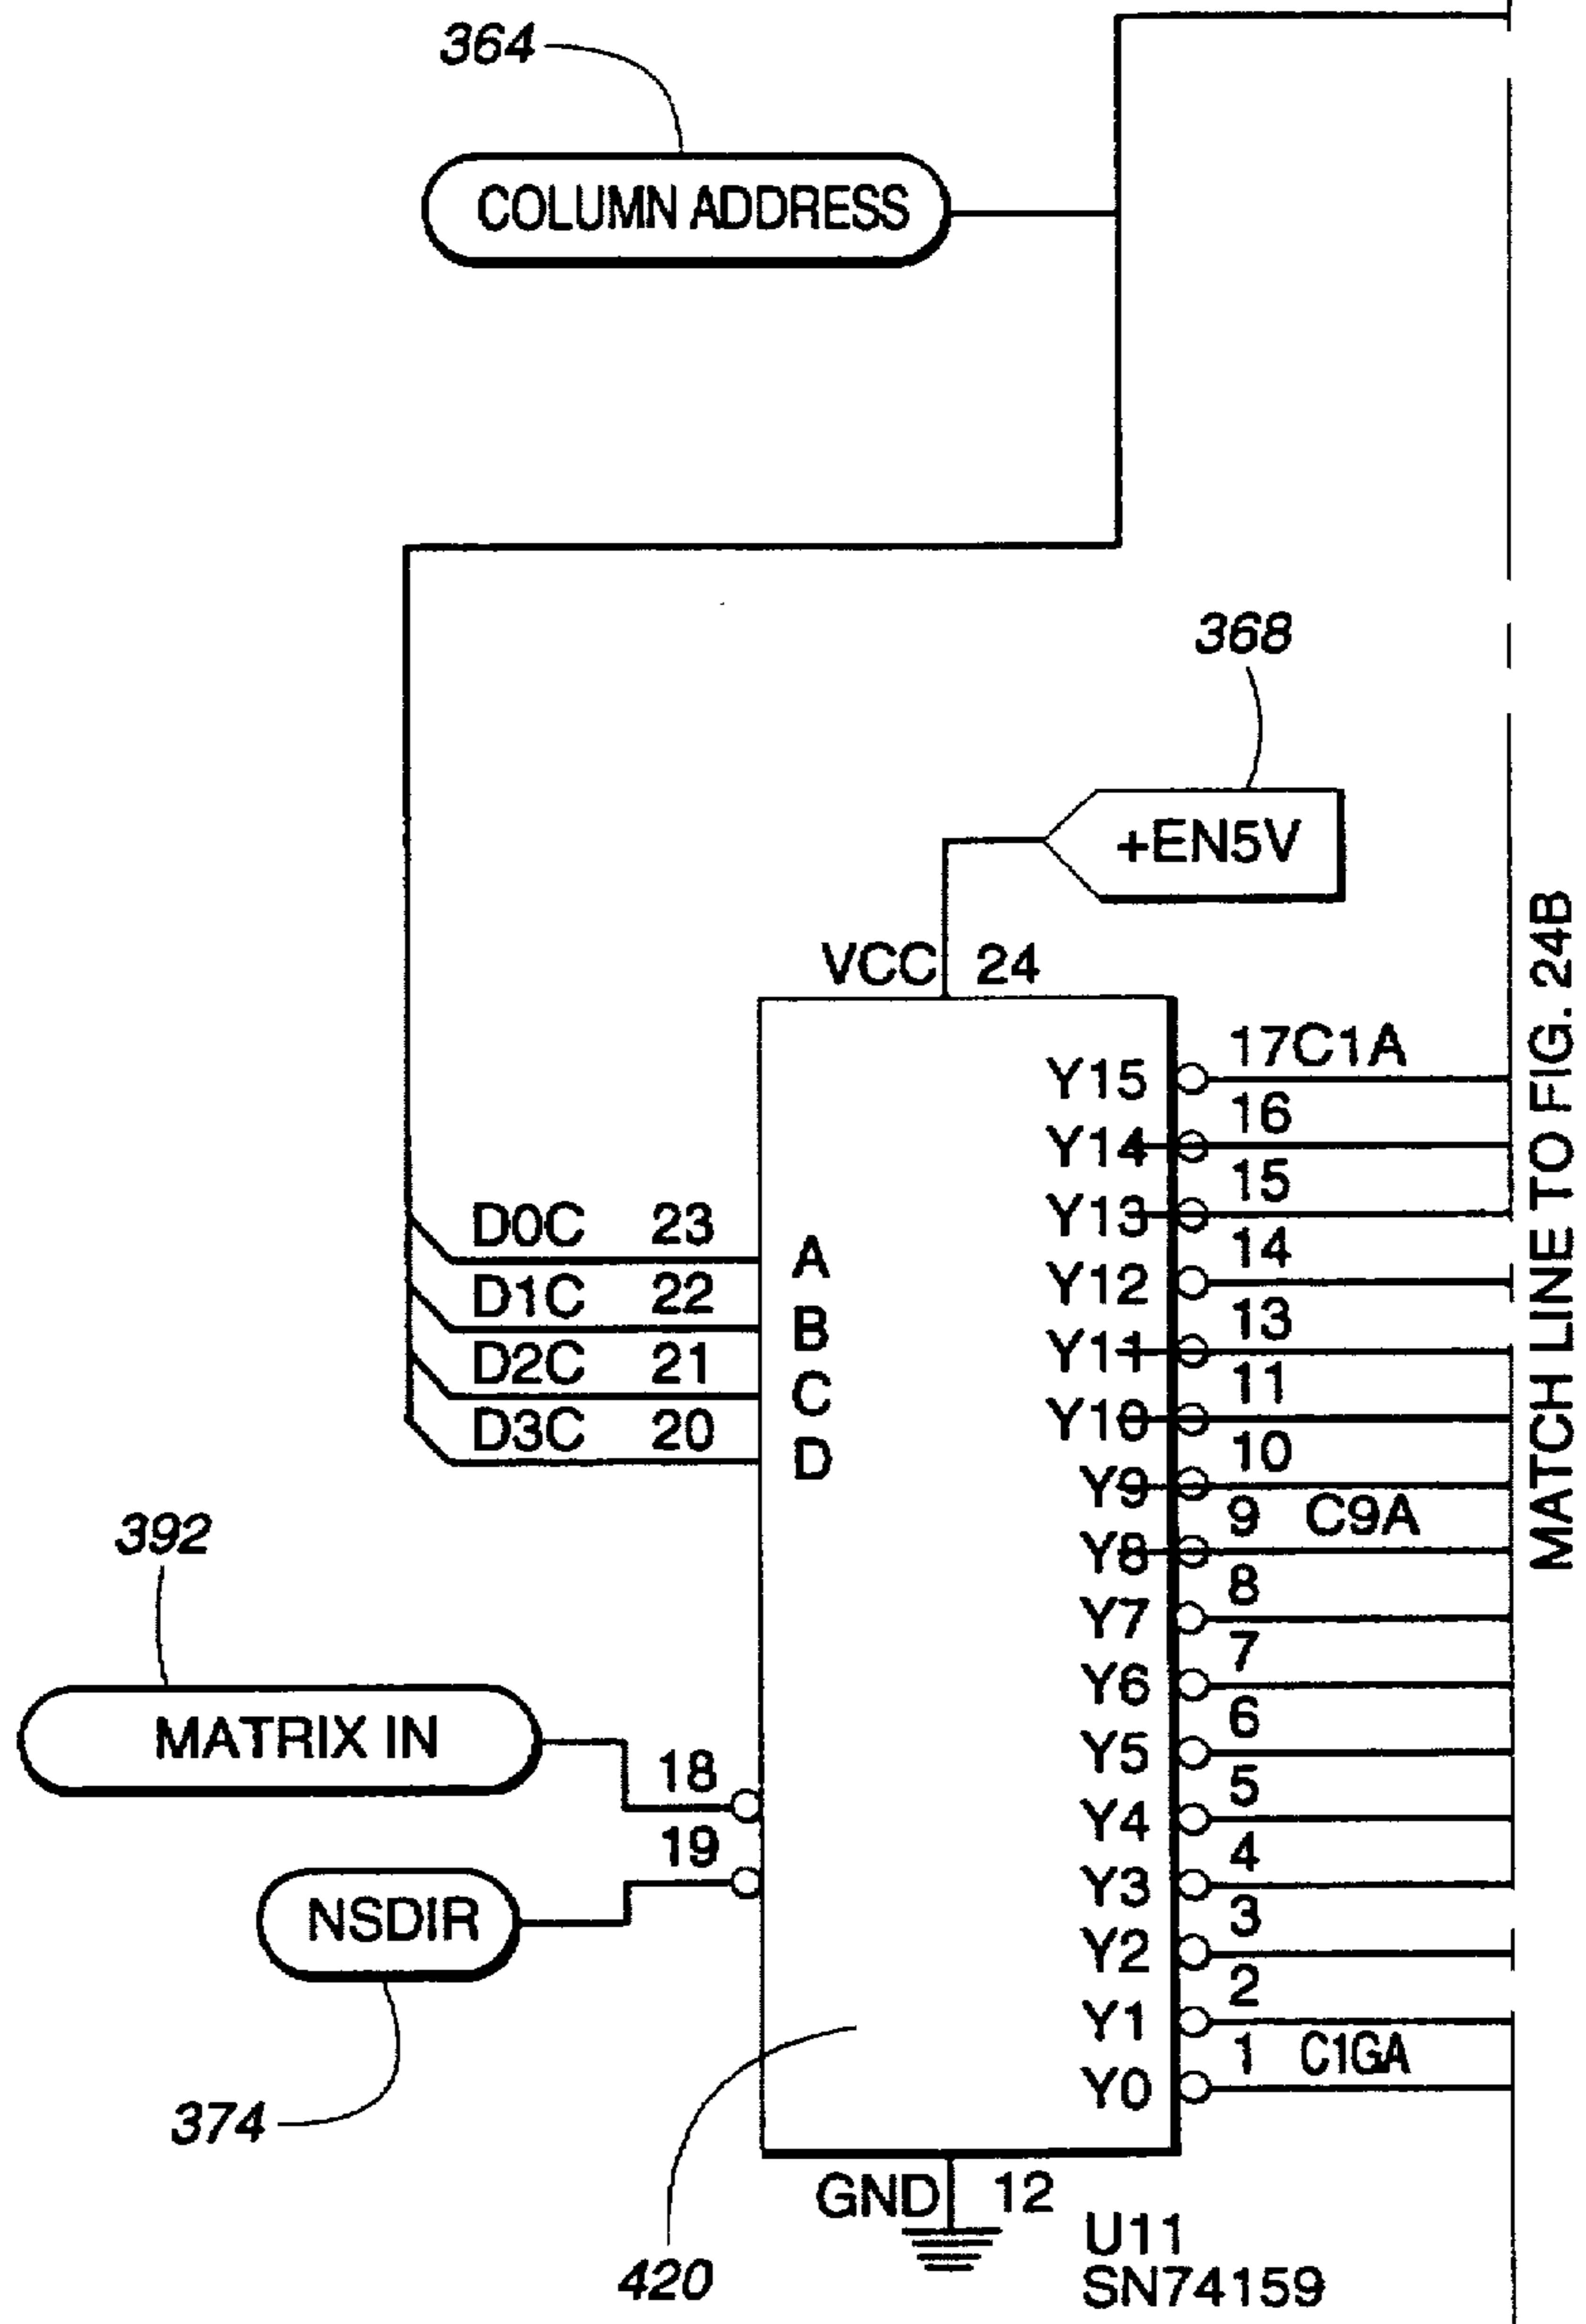 364
COLUMN ADDRESS
368
+EN5V
VCC 24
17C1A
Y15
16
Y14
15
Y13
14
Y12
13
Y11
11
Y10
10
Y9
9 C9A
Y8
8
Y7
7
Y6
6
Y5
5
Y4
4
Y3
3
Y2
2
Y1
1 C1GA
Y0
D0C 23 A
D1C 22 B
D2C 21 C
D3C 20 D
392
MATRIX IN
18
19
NSDIR
374
GND 12
420
U11
SN74159
MATCH LINE TO FIG. 24B